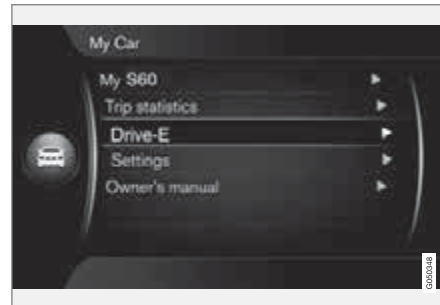 My Car
My S60
Trip statistics
Drive-E
Settings
Owner's manual
G050348